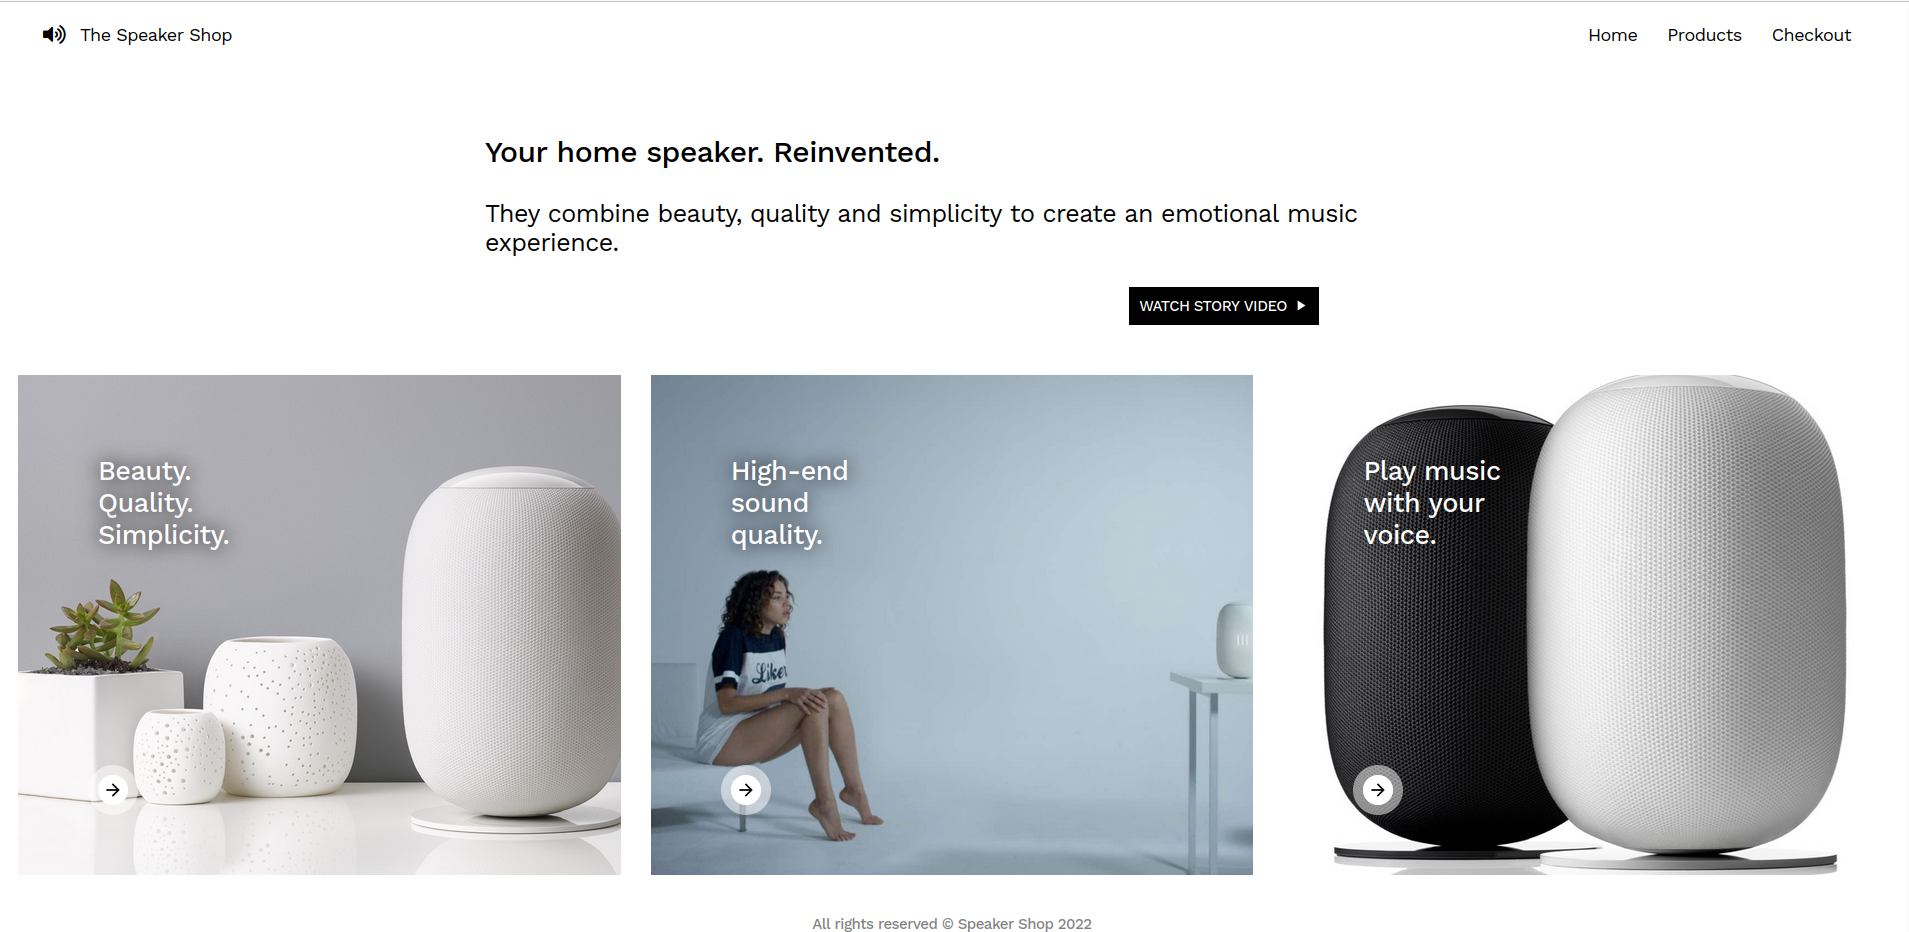 The Speaker Shop
Home Products Checkout
Your home speaker. Reinvented.
They combine beauty, quality and simplicity to create an emotional music
experience.
WATCH STORY VIDEO
Beauty.
Quality.
Simplicity.
High-end
sound
quality.
Play music
with your
voice.
Liker
All rights reserved © Speaker Shop 2022